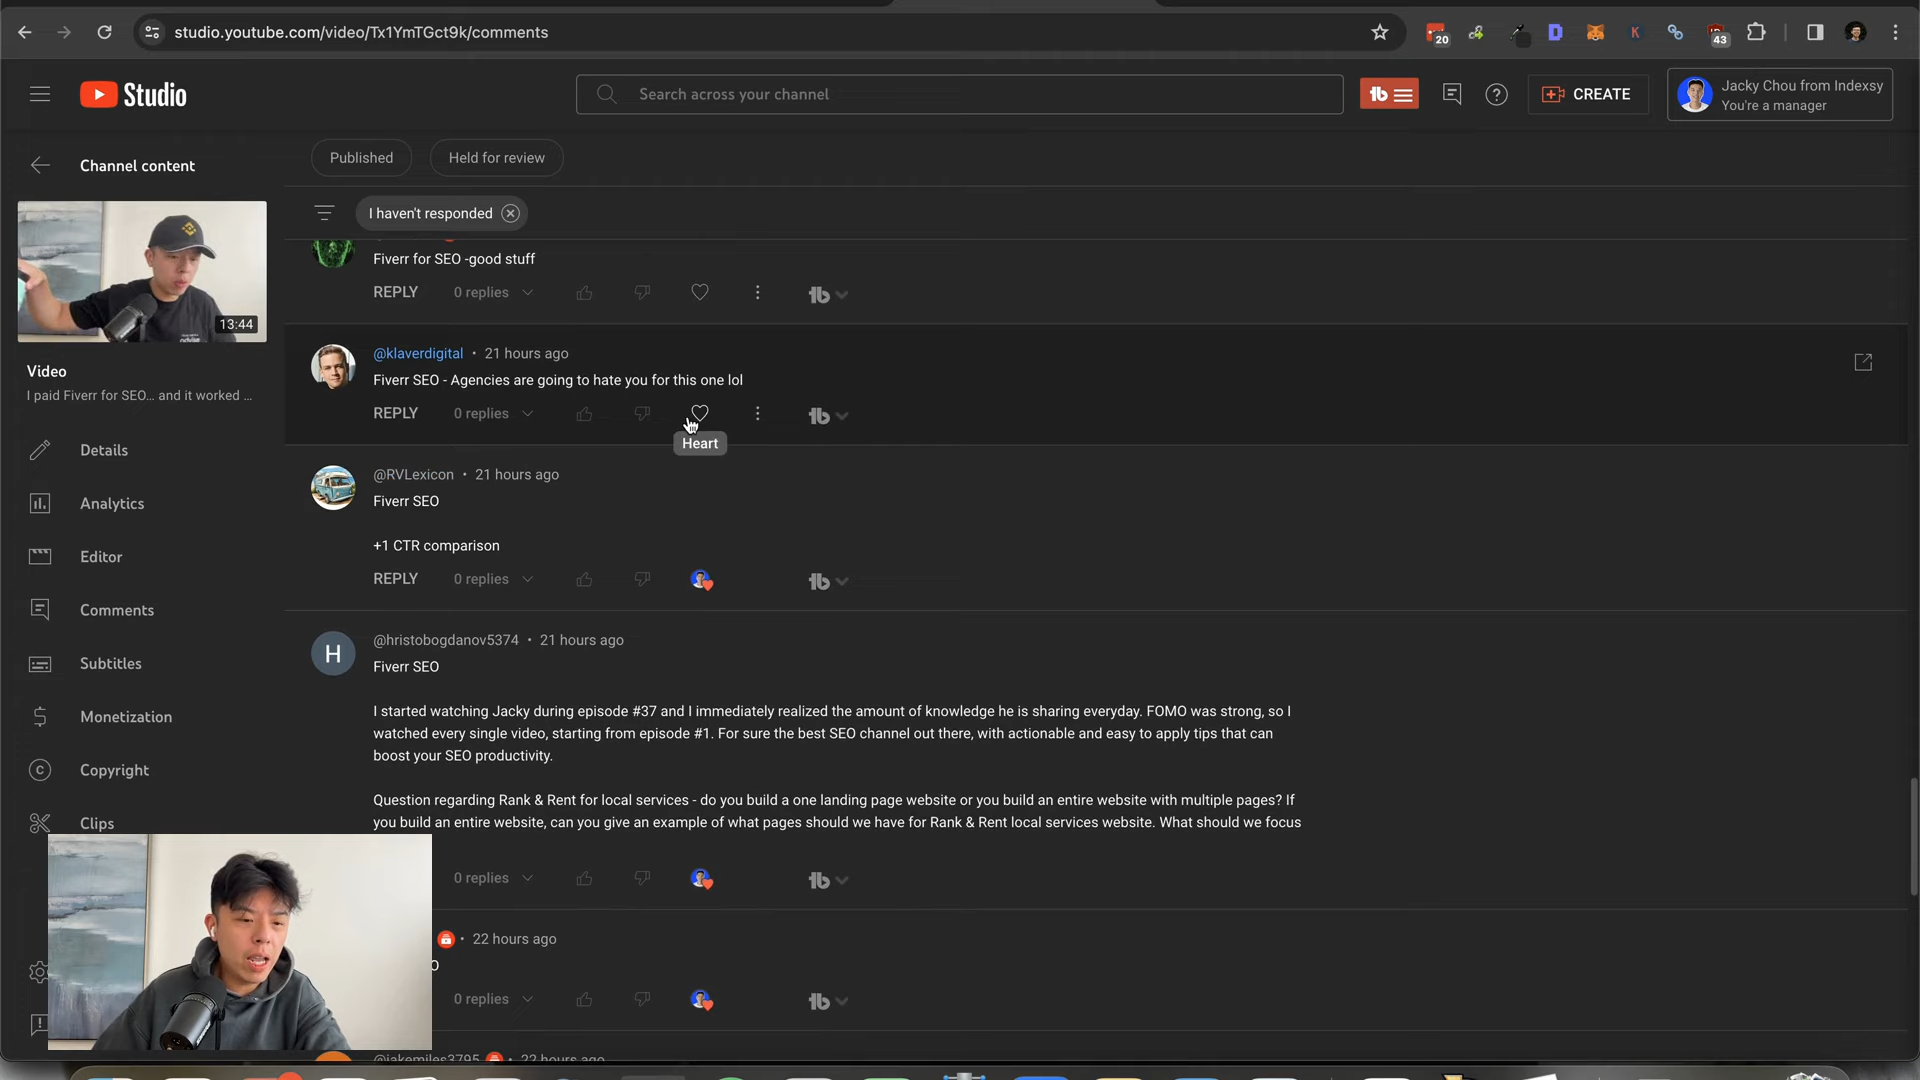 studio.youtube.com/video/Tx1YmTGct9k/comments
20
43
Studio
Search across your channel
CREATE
Jacky Chou from Indexsy
You're a manager
Channel content
Published
Held for review
I haven't responded
13:44
Video
I paid Fiverr for SEO... and it worked ...
Details
Analytics
Editor
Comments
Subtitles
Monetization
Copyright
Clips
Fiverr for SEO -good stuff
REPLY 0 replies
@klaverdigital • 21 hours ago
Fiverr SEO - Agencies are going to hate you for this one lol
REPLY 0 replies
Heart
@RVLexicon • 21 hours ago
Fiverr SEO
+1 CTR comparison
REPLY 0 replies
H
@hristobogdanov5374 • 21 hours ago
Fiverr SEO
I started watching Jacky during episode #37 and I immediately realized the amount of knowledge he is sharing everyday. FOMO was strong, so I
watched every single video, starting from episode #1. For sure the best SEO channel out there, with actionable and easy to apply tips that can
boost your SEO productivity.
Question regarding Rank & Rent for local services - do you build a one landing page website or you build an entire website with multiple pages? If
you build an entire website, can you give an example of what pages should we have for Rank & Rent local services website. What should we focus
0 replies
• 22 hours ago
O
0 replies
@jakemiles3795 • 22 hours ago